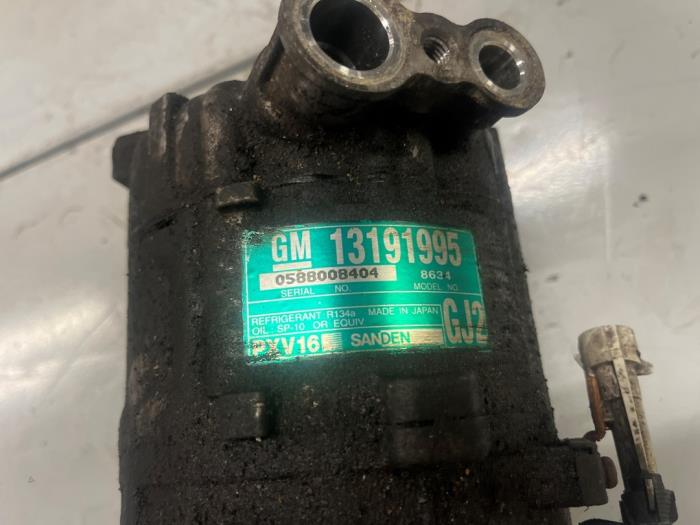 GM 13191995
0588008404 8634
SERIAL NO. MODEL NO.
REFRIGERANT R134a MADE IN JAPAN
OIL : SP-10 OR EQUIV GJ2
PXV16 SANDEN